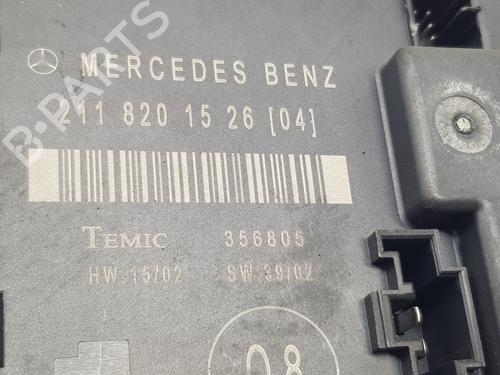 MERCEDES BENZ
211 820 15 26 [04]
TEMIC 356805
HW:15/02 SW:39/02
08
B-PARTS